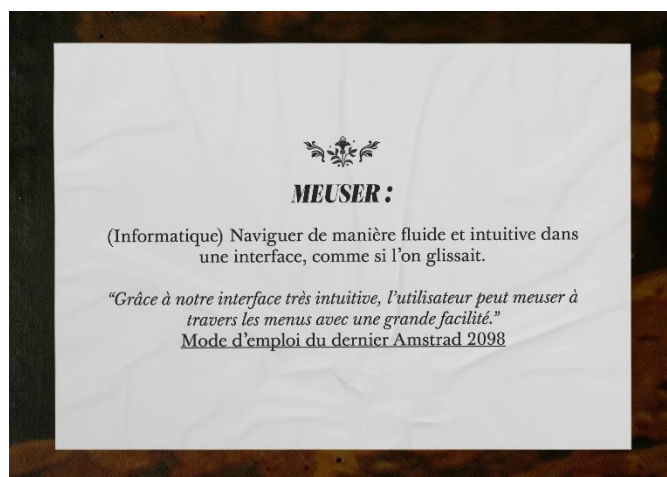 MEUSER :
(Informatique) Naviguer de manière fluide et intuitive dans
une interface, comme si l’on glissait.
“Grâce à notre interface très intuitive, l’utilisateur peut meuser à
travers les menus avec une grande facilité.”
Mode d’emploi du dernier Amstrad 2098